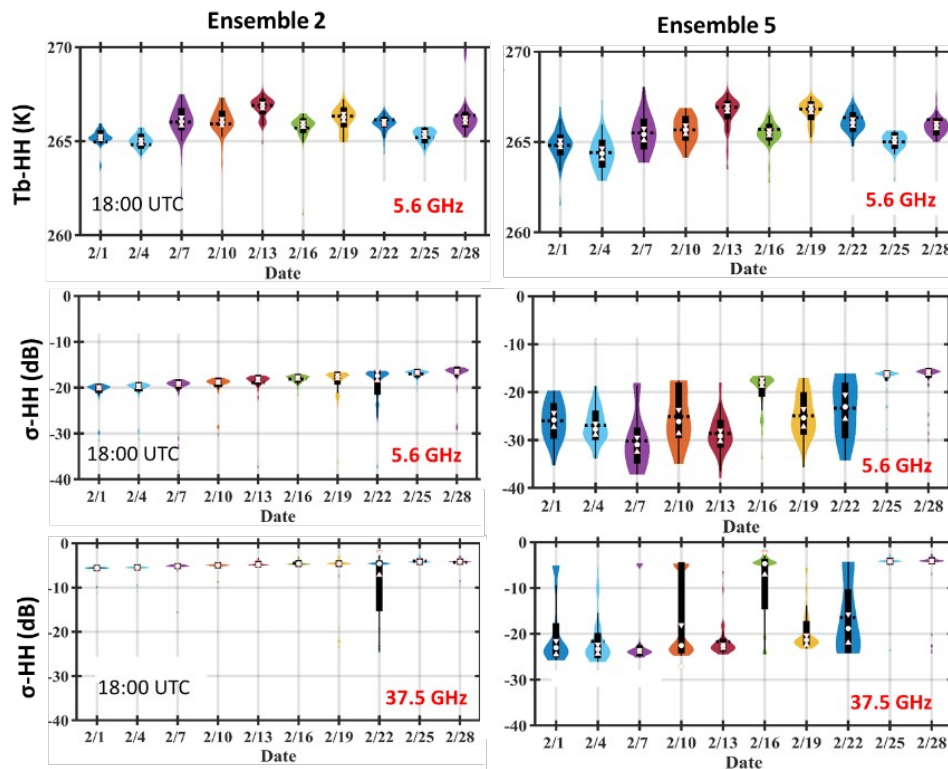 Ensemble 2
Ensemble 5
270
265
260
Tb-HH (K)
18:00 UTC
5.6 GHz
2/1 2/4 2/7 2/10 2/13 2/16 2/19 2/22 2/25 2/28
Date
270
265
260
5.6 GHz
2/1 2/4 2/7 2/10 2/13 2/16 2/19 2/22 2/25 2/28
Date
0
-10
-20
-30
-40
σ-HH (dB)
18:00 UTC
5.6 GHz
2/1 2/4 2/7 2/10 2/13 2/16 2/19 2/22 2/25 2/28
Date
0
-10
-20
-30
-40
5.6 GHz
2/1 2/4 2/7 2/10 2/13 2/16 2/19 2/22 2/25 2/28
Date
0
-10
-20
-30
-40
σ-HH (dB)
18:00 UTC
37.5 GHz
2/1 2/4 2/7 2/10 2/13 2/16 2/19 2/22 2/25 2/28
Date
0
-10
-20
-30
-40
37.5 GHz
2/1 2/4 2/7 2/10 2/13 2/16 2/19 2/22 2/25 2/28
Date